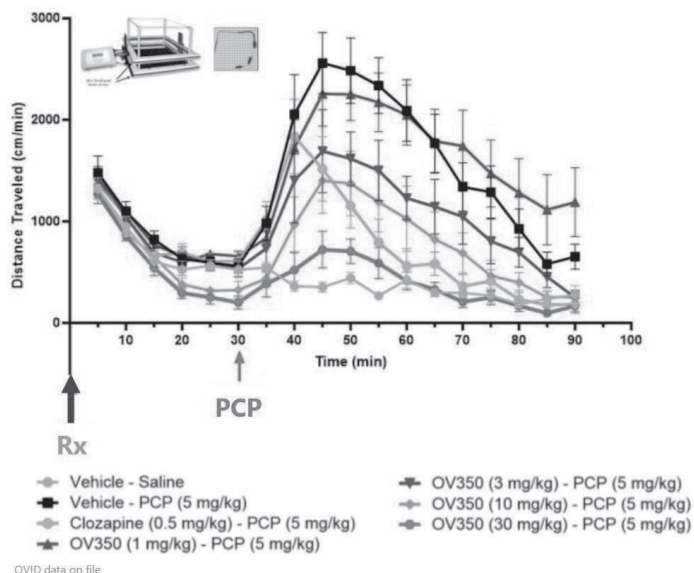 3000
2000
1000
0
Distance Traveled (cm/min)
10 20 30 40 50 60 70 80 90 100
Time (min)
Rx
PCP
Vehicle - Saline
Vehicle - PCP (5 mg/kg)
Clozapine (0.5 mg/kg) - PCP (5 mg/kg)
OV350 (1 mg/kg) - PCP (5 mg/kg)
OV350 (3 mg/kg) - PCP (5 mg/kg)
OV350 (10 mg/kg) - PCP (5 mg/kg)
OV350 (30 mg/kg) - PCP (5 mg/kg)
OVID data on file